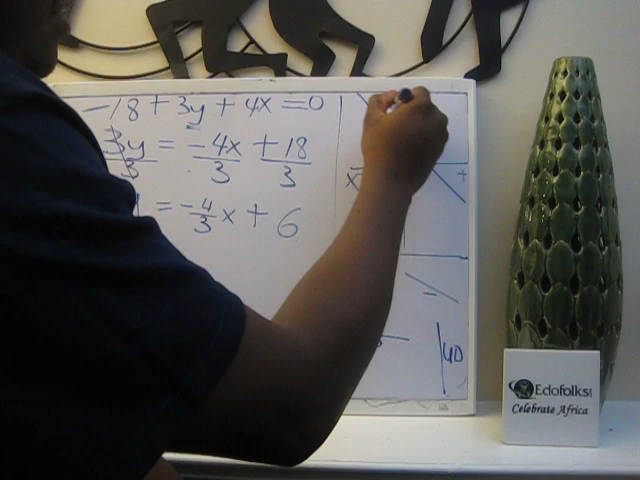 -18 + 3y + 4x = 0
3y/3 = -4x/3 +18/3
= -4/3 x + 6
x
+
40
Edofolks
Celebrate Africa